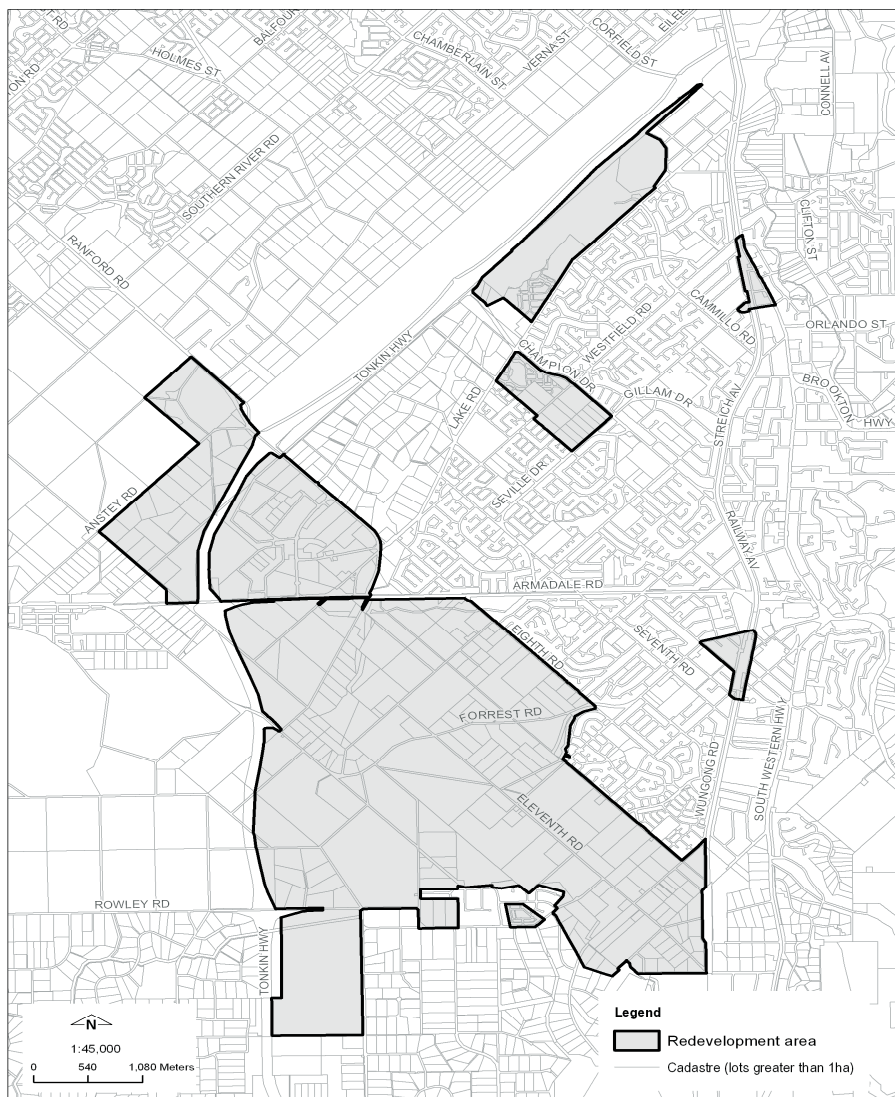 HOLMES ST
CHAMBERLAIN ST
VERNA ST
CORFIELD ST
CONNELL AV
SOUTHERN RIVER RD
RANFORD RD
CLIFTON ST
CAMMILLO RD
ORLANDO ST
WESTFIELD RD
CHAMPION DR
TONKIN HWY
LAKE RD
GILLAM DR
STREICH AV
BROOKTON
HWY
SEVILLE DR
ANSTEY RD
RAILWAY AV
ARMADALE RD
EIGHTH RD
SEVENTH RD
FORREST RD
WUNGONG RD
SOUTH WESTERN HWY
ELEVENTH RD
ROWLEY RD
TONKIN HWY
N
1:45,000
0 540 1,080 Meters
Legend
Redevelopment area
Cadastre (lots greater than 1ha)